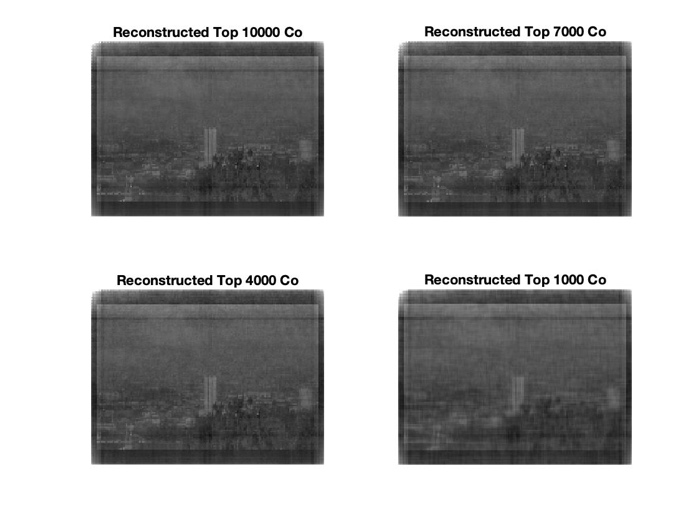 Reconstructed Top 10000 Co
Reconstructed Top 7000 Co
Reconstructed Top 4000 Co
Reconstructed Top 1000 Co